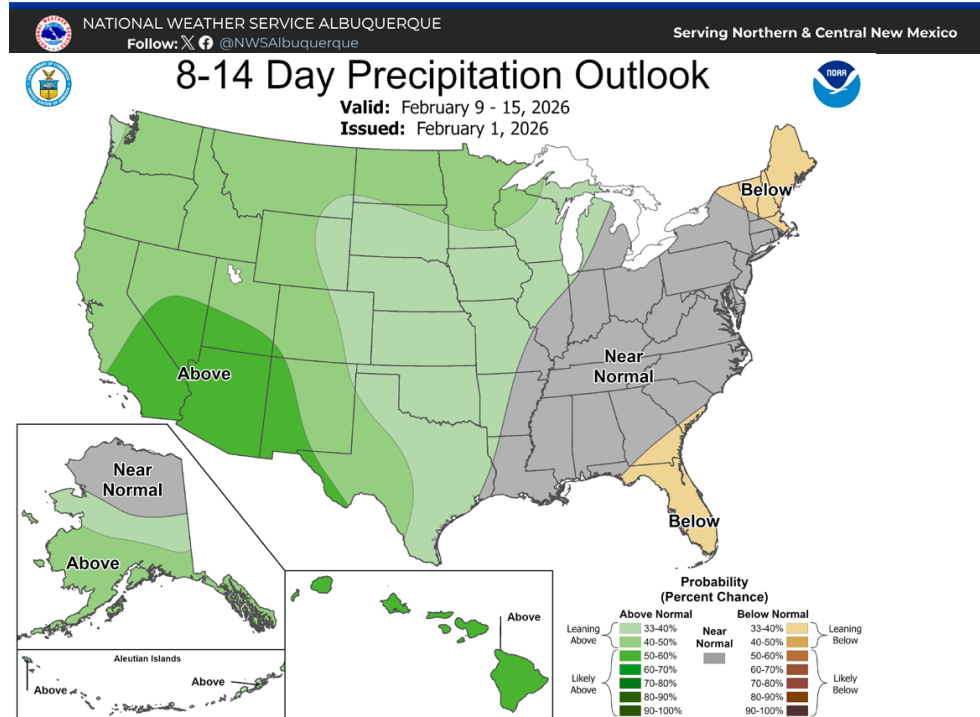 NATIONAL WEATHER SERVICE ALBUQUERQUE
Follow: @NWSAlbuquerque
Serving Northern & Central New Mexico
8-14 Day Precipitation Outlook
Valid: February 9 - 15, 2026
Issued: February 1, 2026
NOAA
Below
Above
Near
Normal
Below
Near
Normal
Above
Aleutian Islands
Above
Above
Above
Probability
(Percent Chance)
Above Normal
Below Normal
Leaning
Above
33-40%
40-50%
Likely
Above
50-60%
60-70%
70-80%
80-90%
90-100%
Near
Normal
33-40%
40-50%
Leaning
Below
50-60%
60-70%
70-80%
80-90%
90-100%
Likely
Below